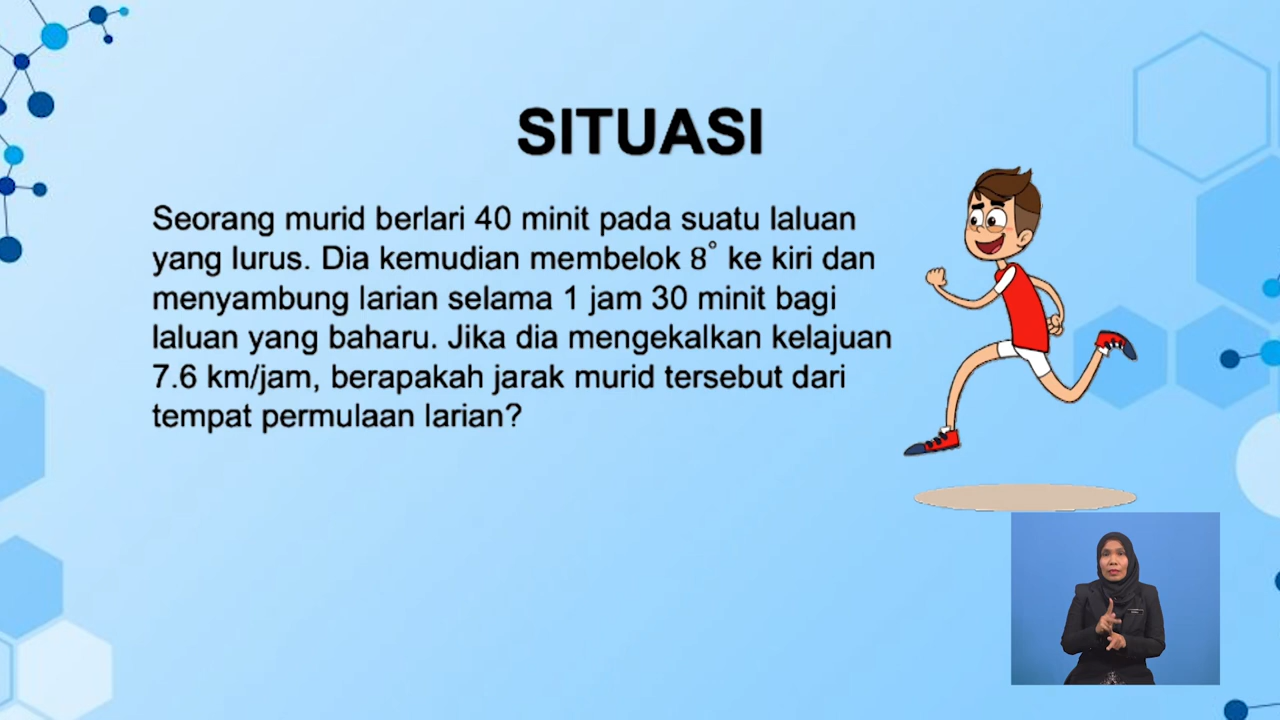 SITUASI
Seorang murid berlari 40 minit pada suatu laluan
yang lurus. Dia kemudian membelok 8° ke kiri dan
menyambung larian selama 1 jam 30 minit bagi
laluan yang baharu. Jika dia mengekalkan kelajuan
7.6 km/jam, berapakah jarak murid tersebut dari
tempat permulaan larian?